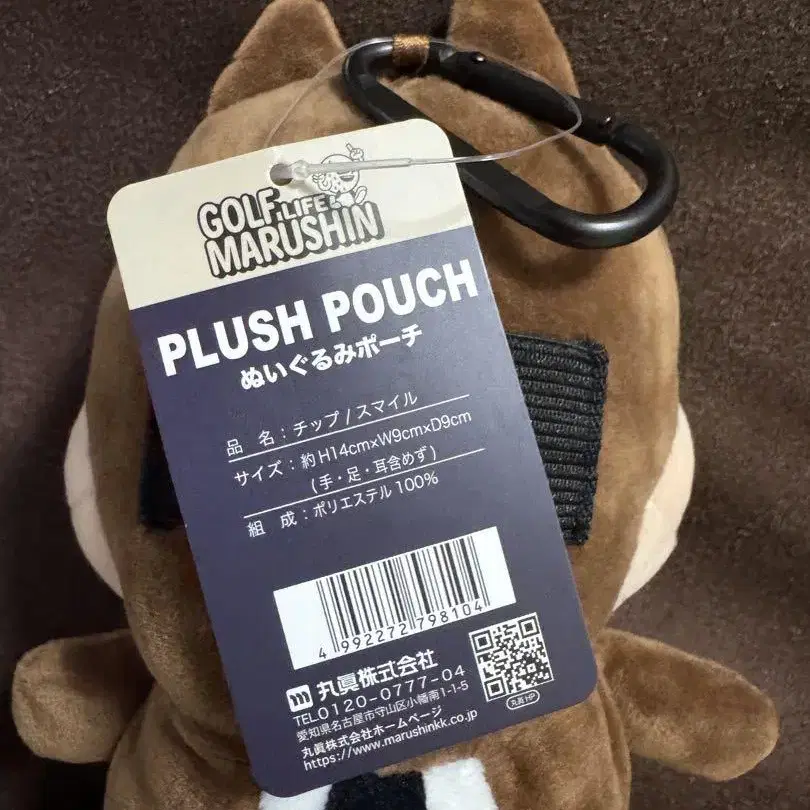 GOLF LIFE!
MARUSHIN
PLUSH POUCH
ぬいぐるみポーチ
品 名:チップ/スマイル
サイズ:約H14cm×W9cm×D9cm
(手・足・耳含めず)
組 成:ポリエステル100%
4 992272 798104
丸眞株式会社
TEL0120-0777-04
愛知県名古屋市守山区小幡南1-1-5
丸眞株式会社ホームページ
https://www.marushinkk.co.jp
丸眞HP